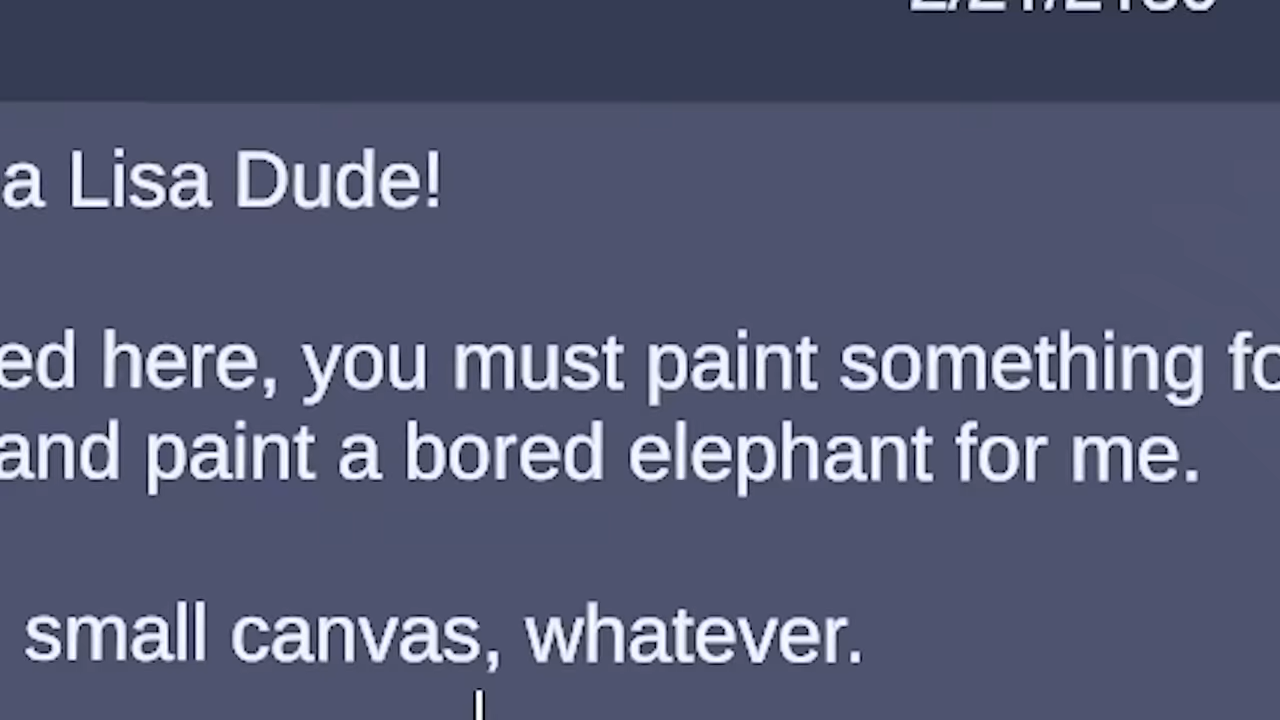 a Lisa Dude!
ed here, you must paint something fo
and paint a bored elephant for me.
small canvas, whatever.